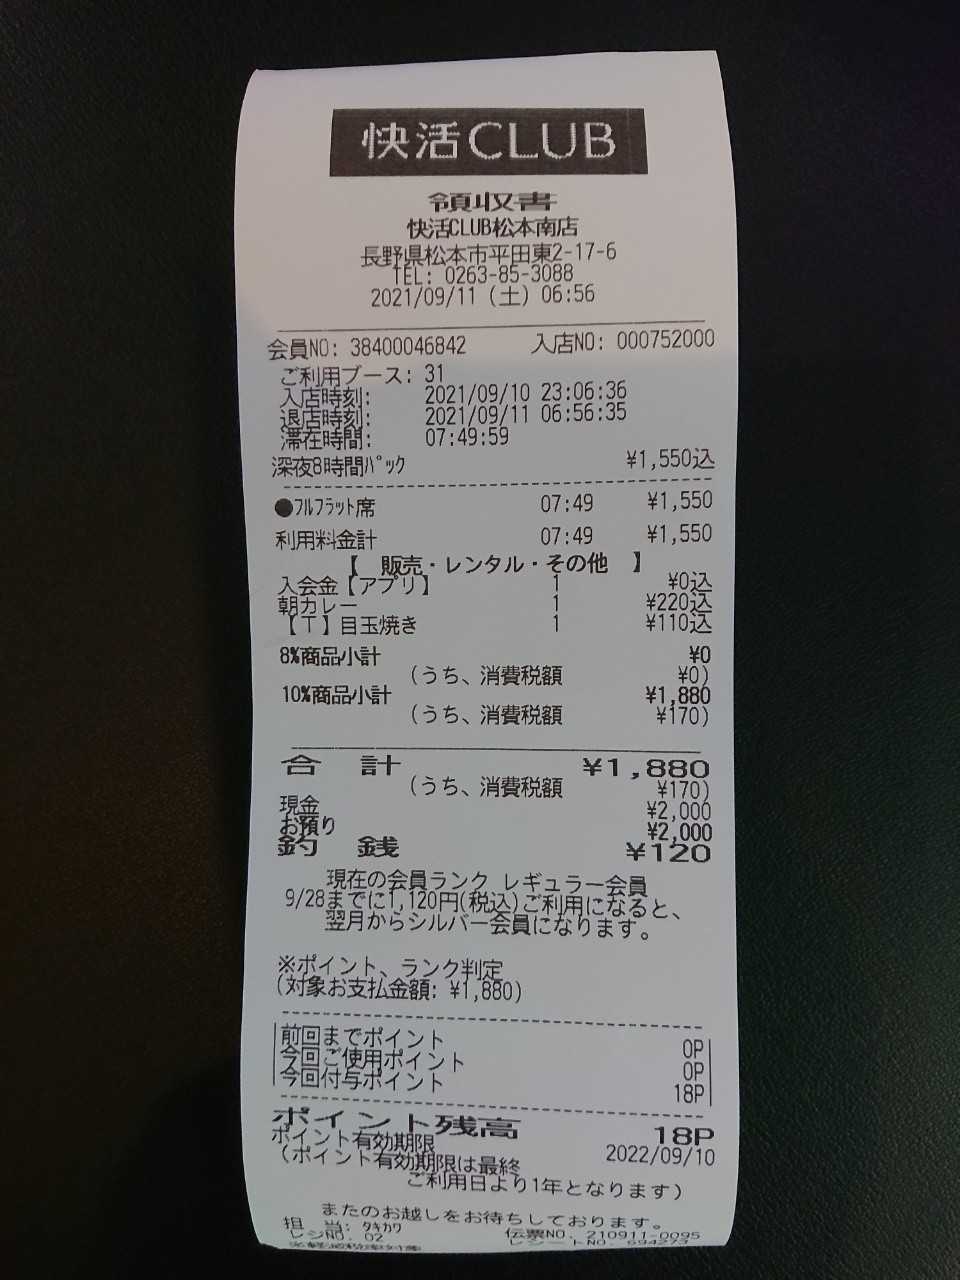 快活CLUB
領収書
快活CLUB松本南店
長野県松本市平田東2-17-6
TEL: 0263-85-3088
2021/09/11 (土) 06:56
会員NO: 38400046842 入店NO: 000752000
ご利用ブース: 31
入店時刻: 2021/09/10 23:06:36
退店時刻: 2021/09/11 06:56:35
滞在時間: 07:49:59
深夜8時間ﾊﾟｯｸ ¥1,550込
●ﾌﾙﾌﾗｯﾄ席 07:49 ¥1,550
利用料金計 07:49 ¥1,550
【 販売・レンタル・その他 】
入会金【アプリ】 1 ¥0込
朝カレー 1 ¥220込
【T】目玉焼き 1 ¥110込
8%商品小計 ¥0
(うち、消費税額 ¥0)
10%商品小計 ¥1,880
(うち、消費税額 ¥170)
合 計 ¥1,880
(うち、消費税額 ¥170)
現金 ¥2,000
お預り ¥2,000
釣 銭 ¥120
現在の会員ランク レギュラー会員
9/28までに1,120円(税込)ご利用になると、
翌月からシルバー会員になります。
※ポイント、ランク判定
(対象お支払金額: ¥1,880)
前回までポイント 0P
今回ご使用ポイント 0P
今回付与ポイント 18P
ポイント残高 18P
ポイント有効期限 2022/09/10
(ポイント有効期限は最終
ご利用日より1年となります)
またのお越しをお待ちしております。
担 当: ﾀｷｶﾜ 伝票NO. 210911-0095
レジNO. 02 レシートNO. 694273
※軽減税率対象